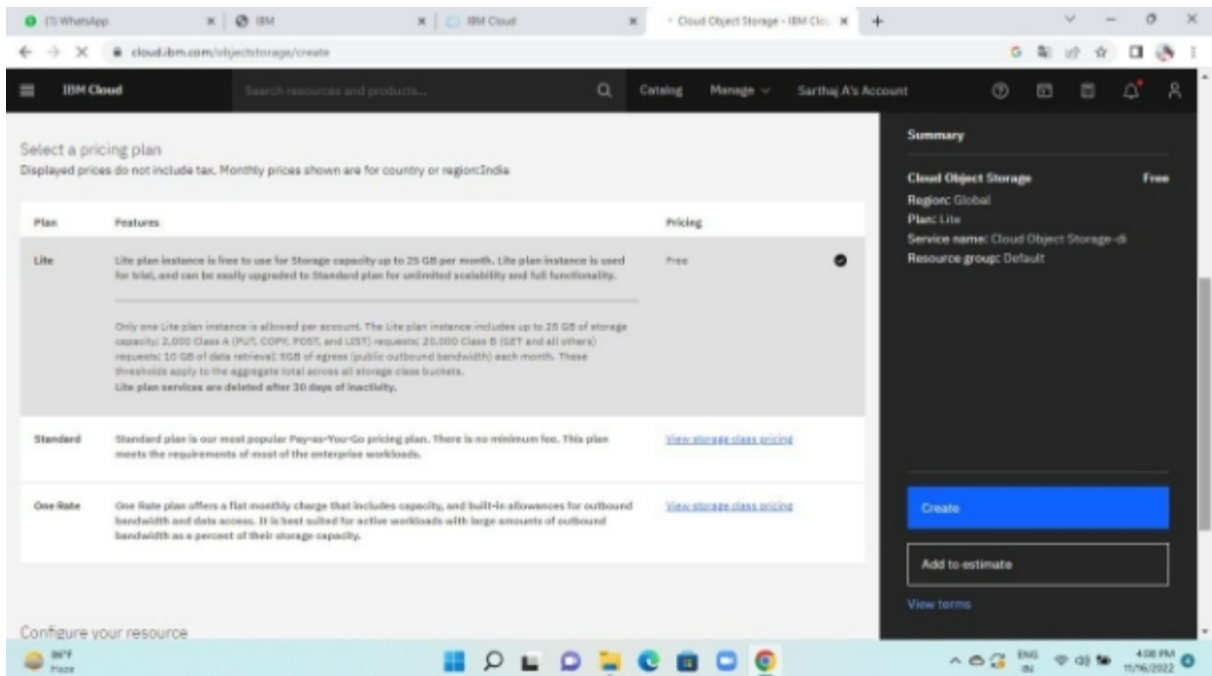 (1) WhatsApp
IBM
IBM Cloud
Cloud Object Storage - IBM Clou
cloud.ibm.com/objectstorage/create
IBM Cloud
Search resources and products...
Catalog
Manage
Sarthaj A's Account
Select a pricing plan
Displayed prices do not include tax. Monthly prices shown are for country or region:India
Plan Features Pricing
Lite
Lite plan instance is free to use for Storage capacity up to 25 GB per month. Lite plan instance is used
for trial, and can be easily upgraded to Standard plan for unlimited scalability and full functionality.
Free
Only one Lite plan instance is allowed per account. The Lite plan instance includes up to 25 GB of storage
capacity; 2,000 Class A (PUT, COPY, POST, and LIST) requests; 20,000 Class B (GET and all others)
requests; 10 GB of data retrieval; 5GB of egress (public outbound bandwidth) each month. These
thresholds apply to the aggregate total across all storage class buckets.
Lite plan services are deleted after 30 days of inactivity.
Standard
Standard plan is our most popular Pay-as-You-Go pricing plan. There is no minimum fee. This plan
meets the requirements of most of the enterprise workloads.
View storage class pricing
One Rate
One Rate plan offers a flat monthly charge that includes capacity, and built-in allowances for outbound
bandwidth and data access. It is best suited for active workloads with large amounts of outbound
bandwidth as a percent of their storage capacity.
View storage class pricing
Configure your resource
Summary
Cloud Object Storage Free
Region: Global
Plan: Lite
Service name: Cloud Object Storage-di
Resource group: Default
Create
Add to estimate
View terms
86°F
Haze
ENG
IN
4:08 PM
11/16/2022